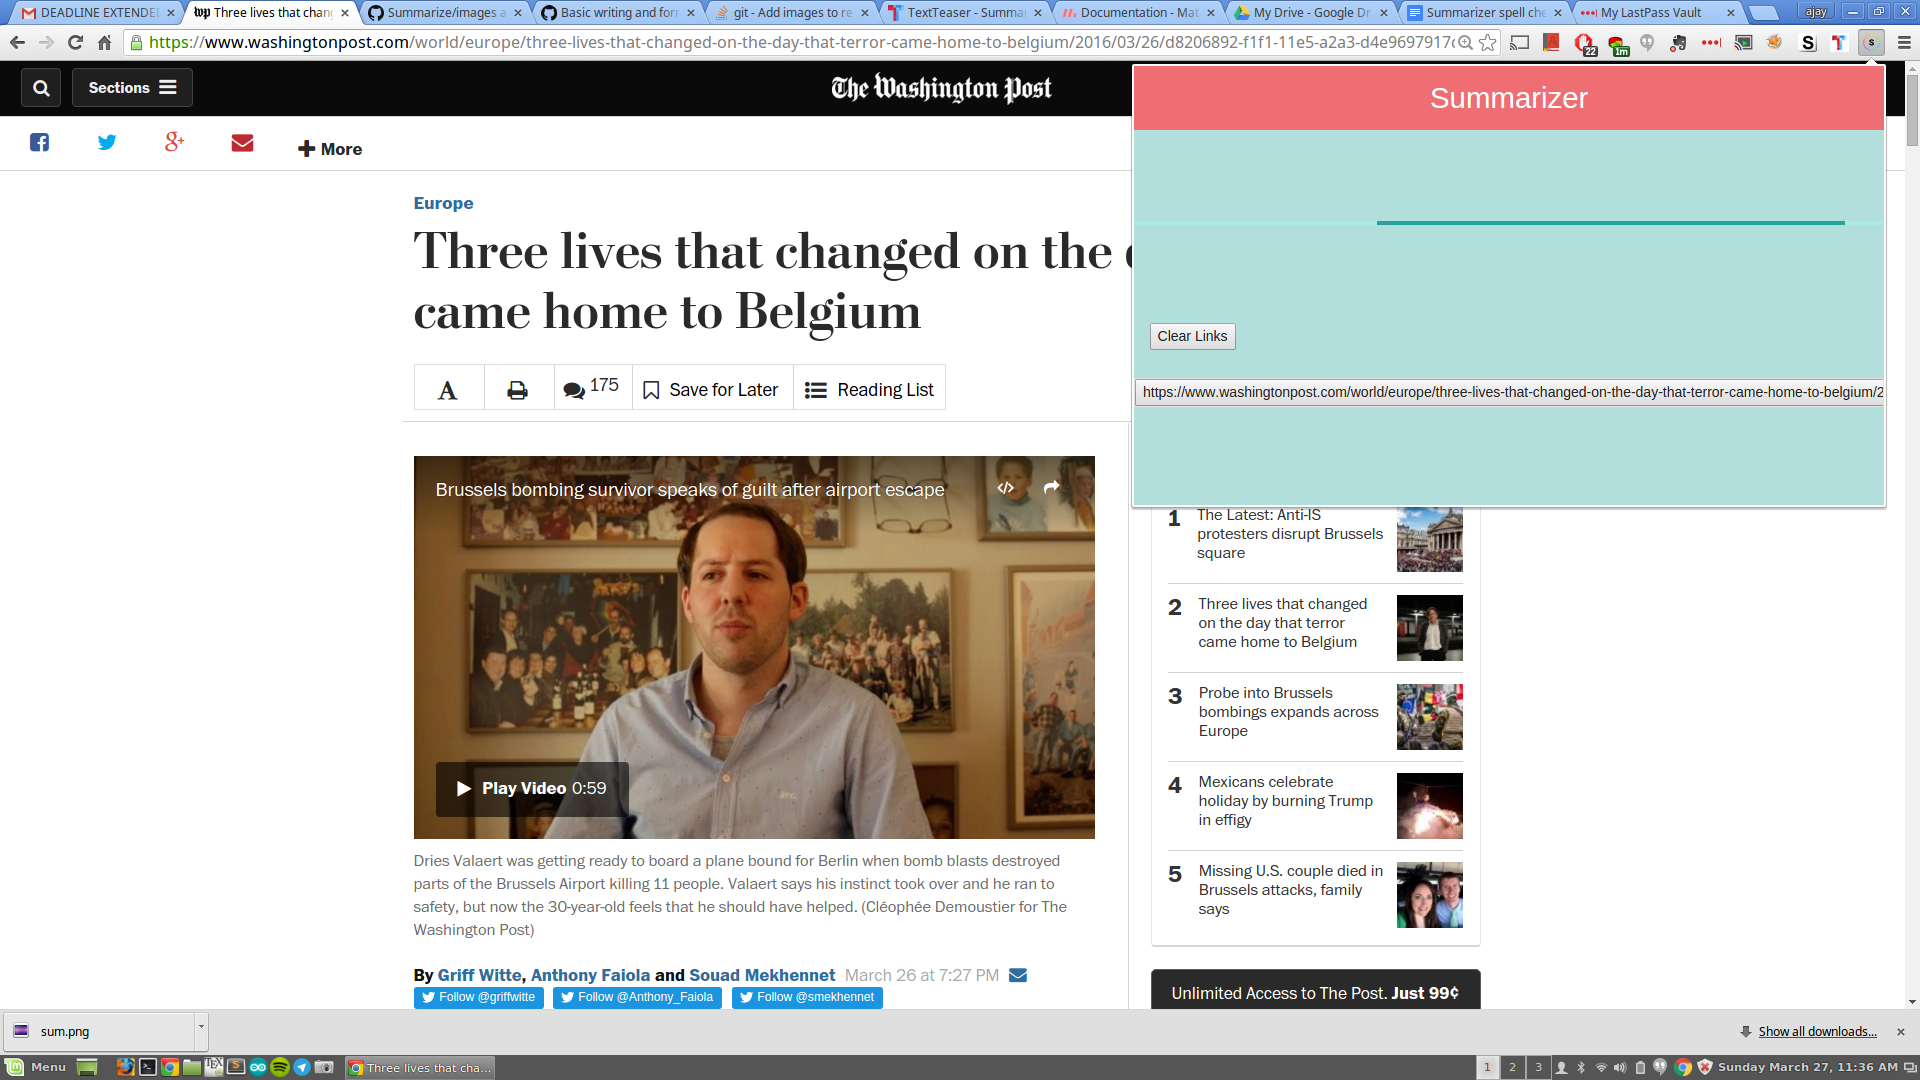 DEADLINE EXTENDE
Three lives that chang
Summarize/images a
Basic writing and forn
git - Add images to re
TextTeaser - Summa
Documentation - Mat
My Drive - Google Dr
Summarizer spell che
My LastPass Vault
ajay
https://www.washingtonpost.com/world/europe/three-lives-that-changed-on-the-day-that-terror-came-home-to-belgium/2016/03/26/d8206892-f1f1-11e5-a2a3-d4e9697917c
22
1m
Sections
The Washington Post
Summarizer
More
Europe
Three lives that changed on the
came home to Belgium
Clear Links
https://www.washingtonpost.com/world/europe/three-lives-that-changed-on-the-day-that-terror-came-home-to-belgium/2
A
175
Save for Later
Reading List
Brussels bombing survivor speaks of guilt after airport escape
Play Video 0:59
1 The Latest: Anti-IS
protesters disrupt Brussels
square
2 Three lives that changed
on the day that terror
came home to Belgium
3 Probe into Brussels
bombings expands across
Europe
4 Mexicans celebrate
holiday by burning Trump
in effigy
5 Missing U.S. couple died in
Brussels attacks, family
says
Dries Valaert was getting ready to board a plane bound for Berlin when bomb blasts destroyed
parts of the Brussels Airport killing 11 people. Valaert says his instinct took over and he ran to
safety, but now the 30-year-old feels that he should have helped. (Cléophée Demoustier for The
Washington Post)
By Griff Witte, Anthony Faiola and Souad Mekhennet March 26 at 7:27 PM
Follow @griffwitte
Follow @Anthony_Faiola
Follow @smekhennet
Unlimited Access to The Post. Just 99¢
sum.png
Show all downloads...
Menu
Three lives that cha...
1 2 3
Sunday March 27, 11:36 AM